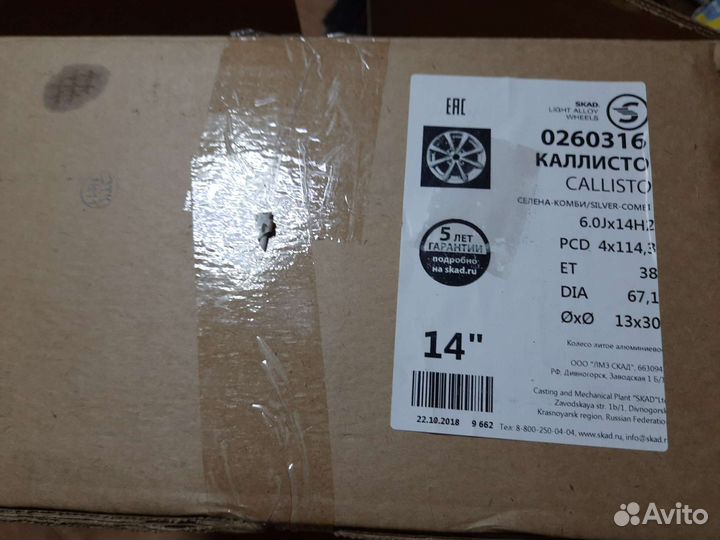 EAC
SKAD.
LIGHT ALLOY
WHEELS
S
0260316
КАЛЛИСТО
CALLISTO
СЕЛЕНА-КОМБИ/SILVER-COMBI
6.0Jx14H2
PCD 4x114,3
ET 38
DIA 67,1
ØxØ 13x30
5 ЛЕТ
ГАРАНТИИ
подробно
на skad.ru
14"
Колесо литое алюминиево
ООО "ЛМЗ СКАД", 663094
РФ, Дивногорск, Заводская 1 Б/1
Casting and Mechanical Plant "SKAD"Ltd
Zavodskaya str. 1b/1, Divnogorsk
Krasnoyarsk region, Russian Federation
22.10.2018 9 662 Тел: 8-800-250-04-04, www.skad.ru, info@skad.r
Avito